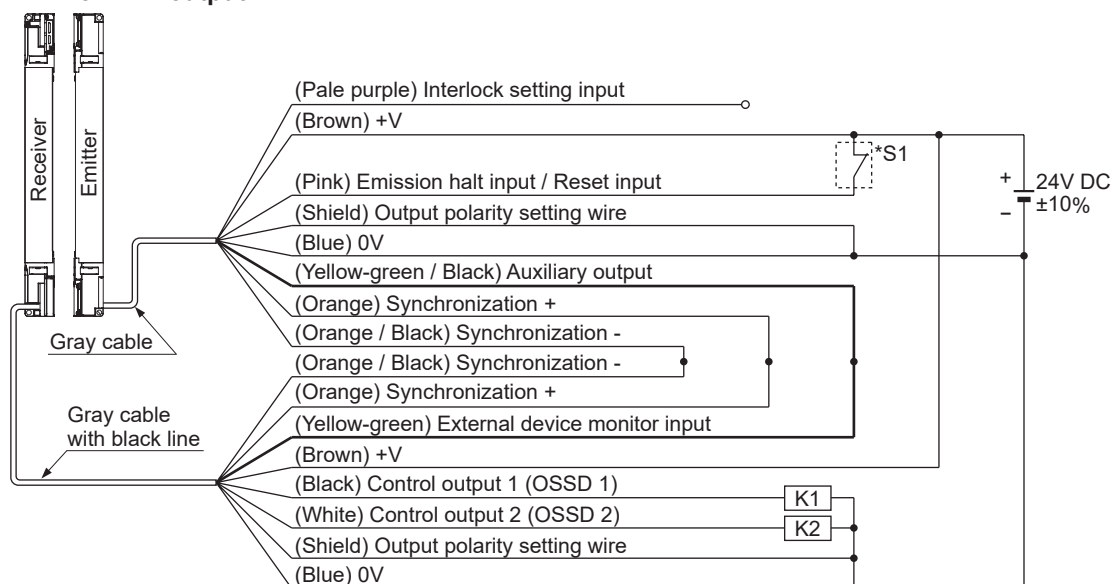 Receiver
Emitter
(Pale purple) Interlock setting input
(Brown) +V
*S1
(Pink) Emission halt input / Reset input
+
24V DC
−
±10%
(Shield) Output polarity setting wire
(Blue) 0V
(Yellow-green / Black) Auxiliary output
(Orange) Synchronization +
(Orange / Black) Synchronization -
Gray cable
(Orange / Black) Synchronization -
(Orange) Synchronization +
Gray cable
with black line
(Yellow-green) External device monitor input
(Brown) +V
(Black) Control output 1 (OSSD 1)
K1
(White) Control output 2 (OSSD 2)
K2
(Shield) Output polarity setting wire
(Blue) 0V